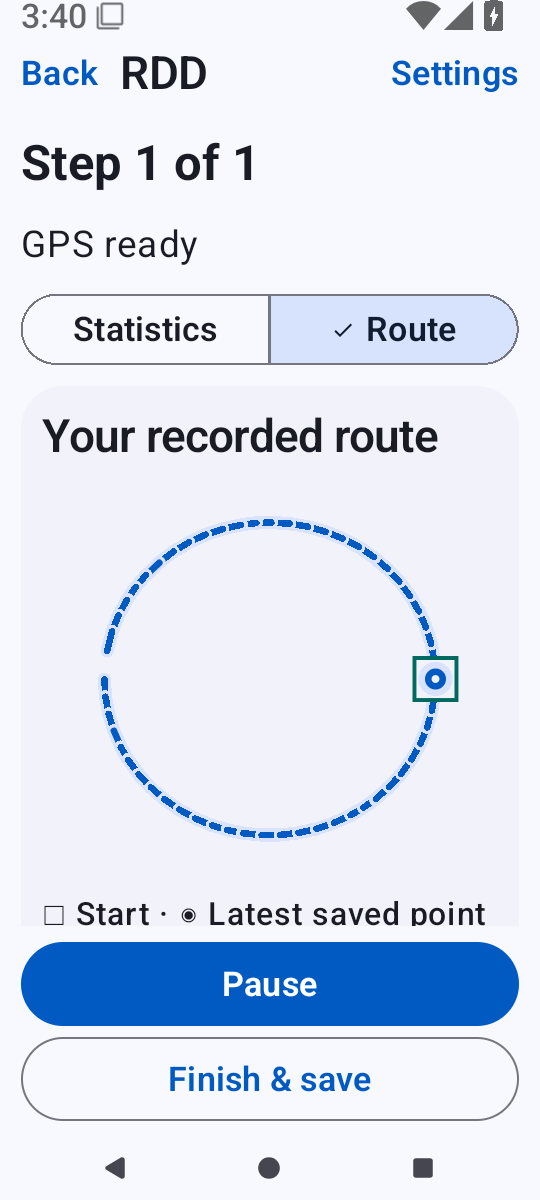 3:40
Back RDD Settings
Step 1 of 1
GPS ready
Statistics ✓ Route
Your recorded route
□ Start · ◉ Latest saved point
Pause
Finish & save